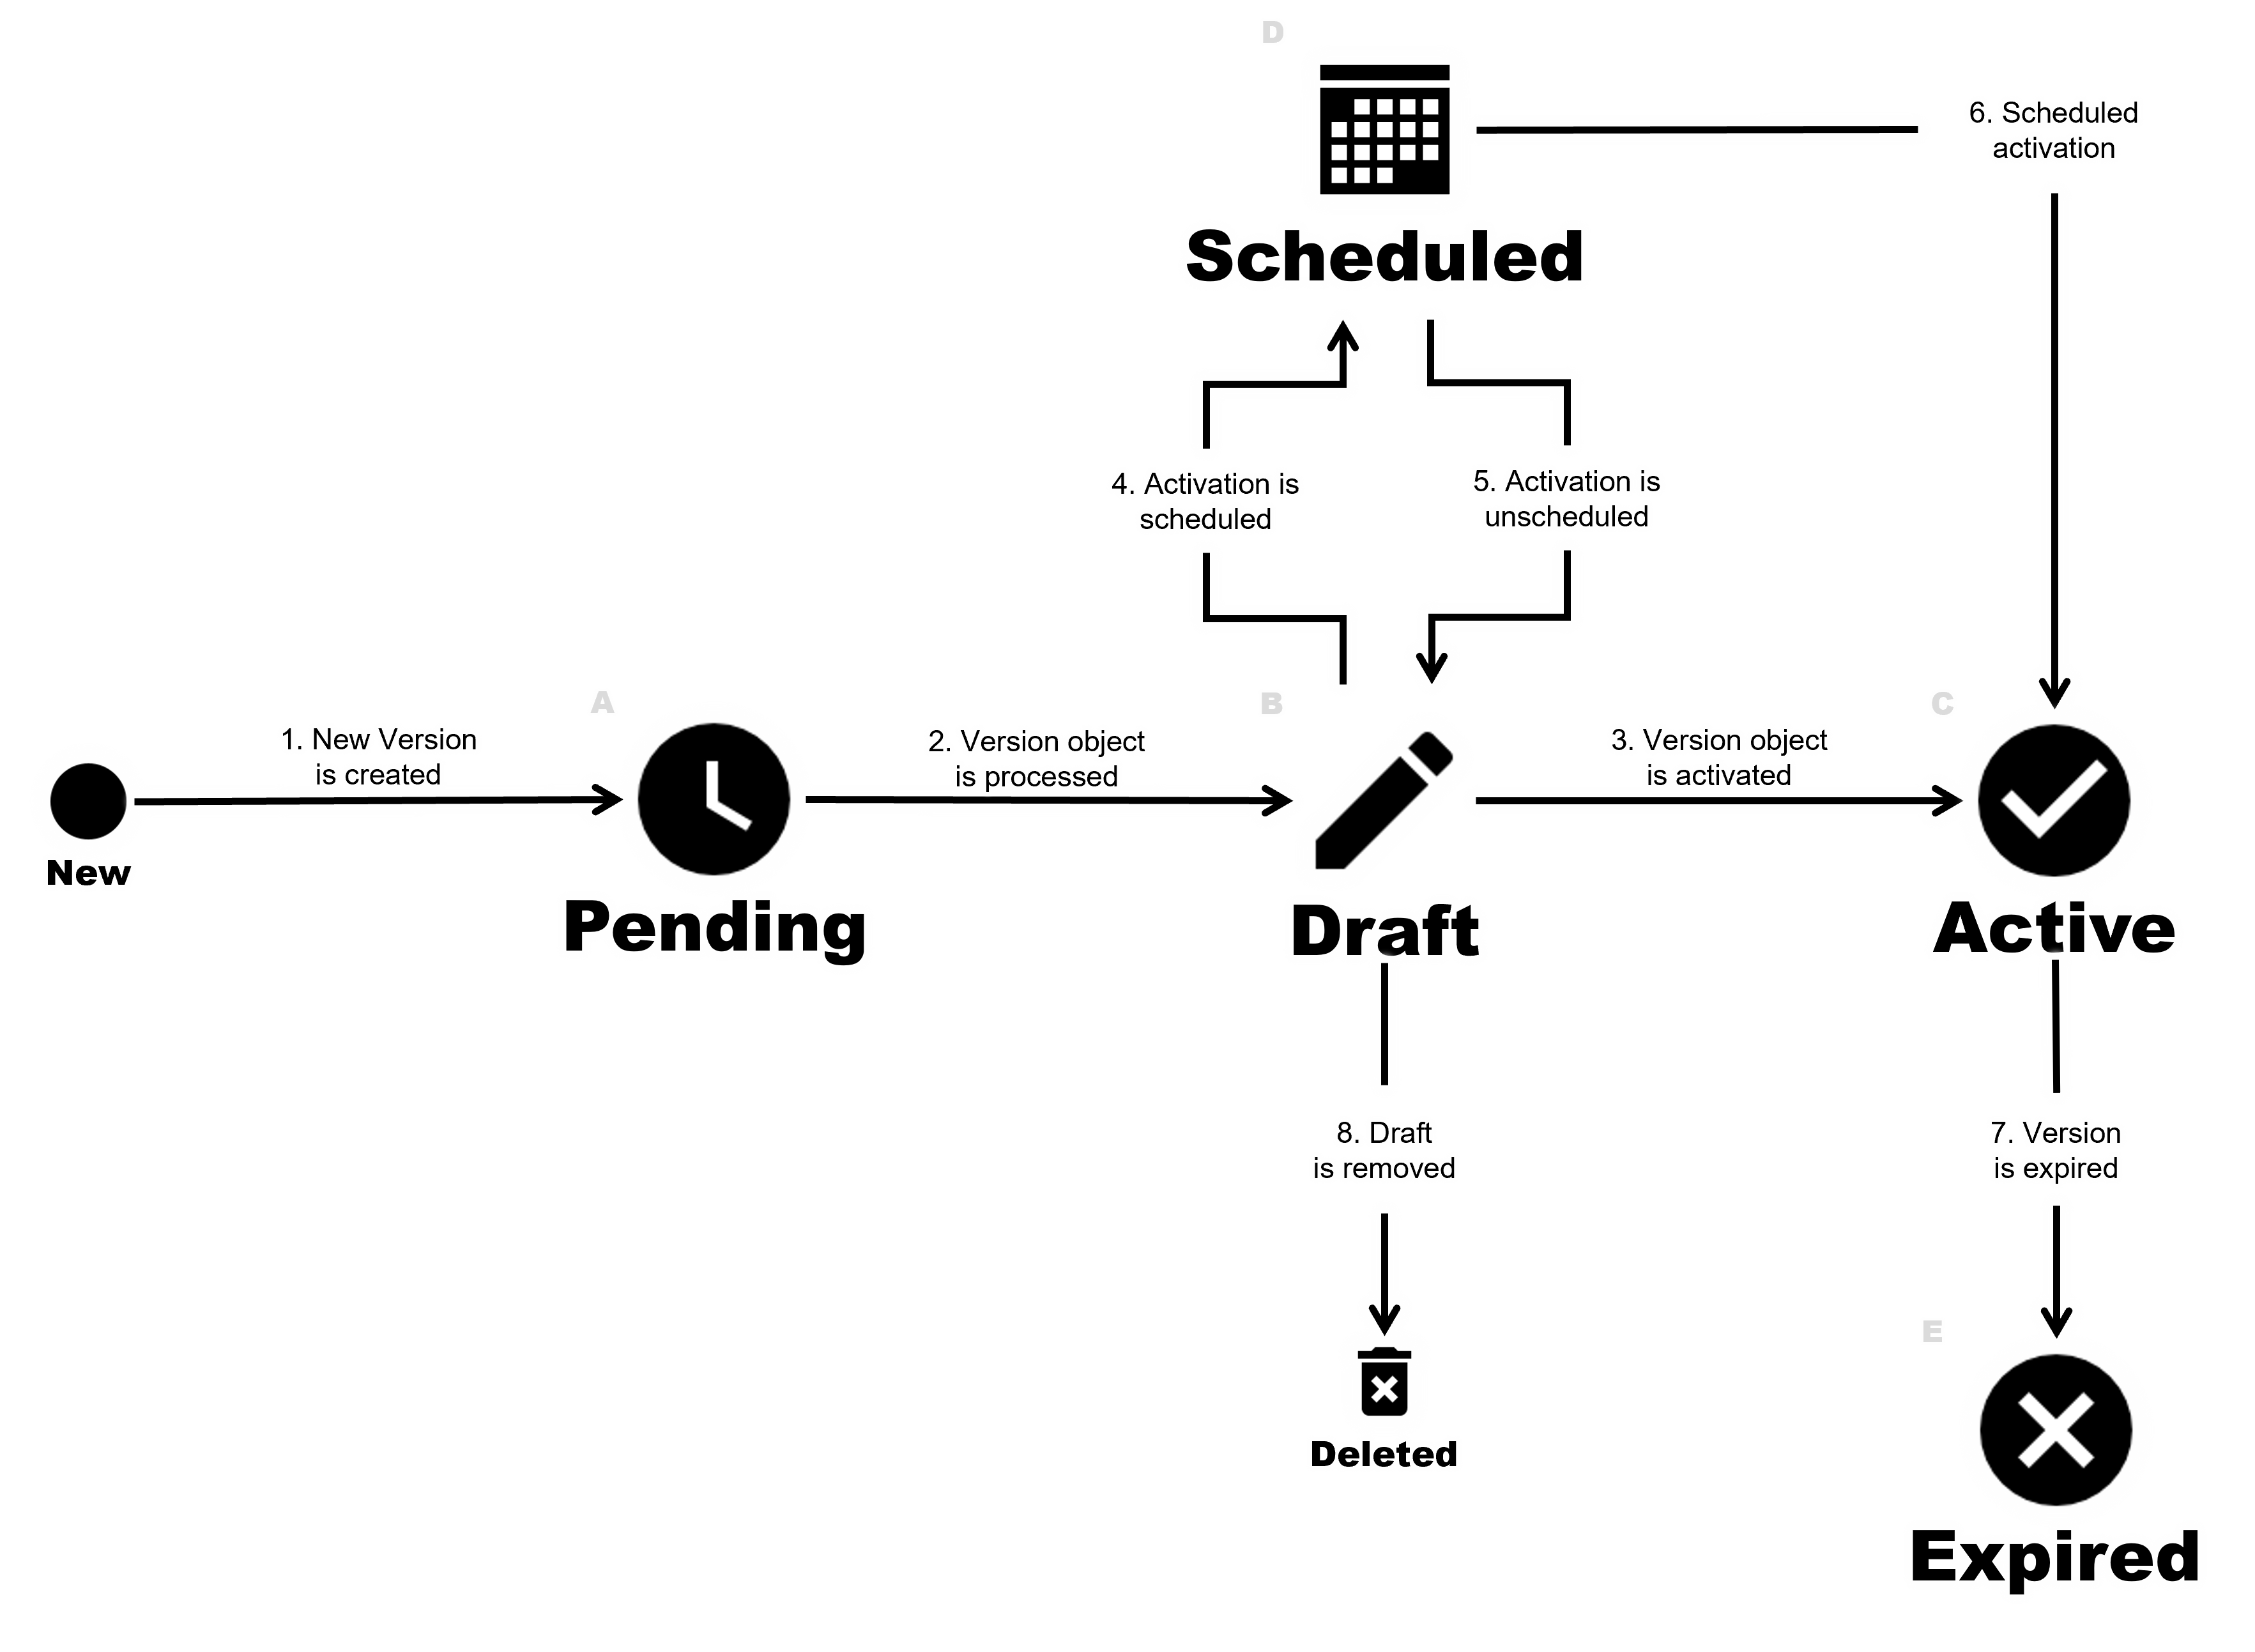 D
6. Scheduled
activation
Scheduled
4. Activation is
scheduled
5. Activation is
unscheduled
A
B
C
1. New Version
is created
2. Version object
is processed
3. Version object
is activated
New
Pending
Draft
Active
8. Draft
is removed
7. Version
is expired
E
Deleted
Expired